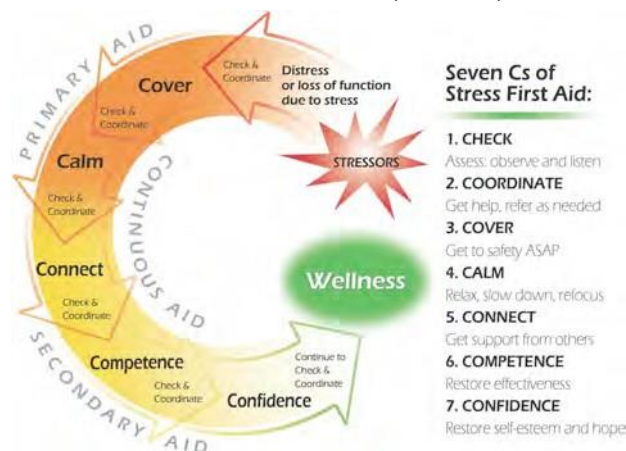 PRIMARY AID
CONTINUOUS AID
SECONDARY AID
STRESSORS
Distress
or loss of function
due to stress
Check &
Coordinate
Cover
Check &
Coordinate
Calm
Check &
Coordinate
Connect
Check &
Coordinate
Competence
Check &
Coordinate
Confidence
Continue to
Check &
Coordinate
Wellness
Seven Cs of
Stress First Aid:
1. CHECK
Assess: observe and listen
2. COORDINATE
Get help, refer as needed
3. COVER
Get to safety ASAP
4. CALM
Relax, slow down, refocus
5. CONNECT
Get support from others
6. COMPETENCE
Restore effectiveness
7. CONFIDENCE
Restore self-esteem and hope